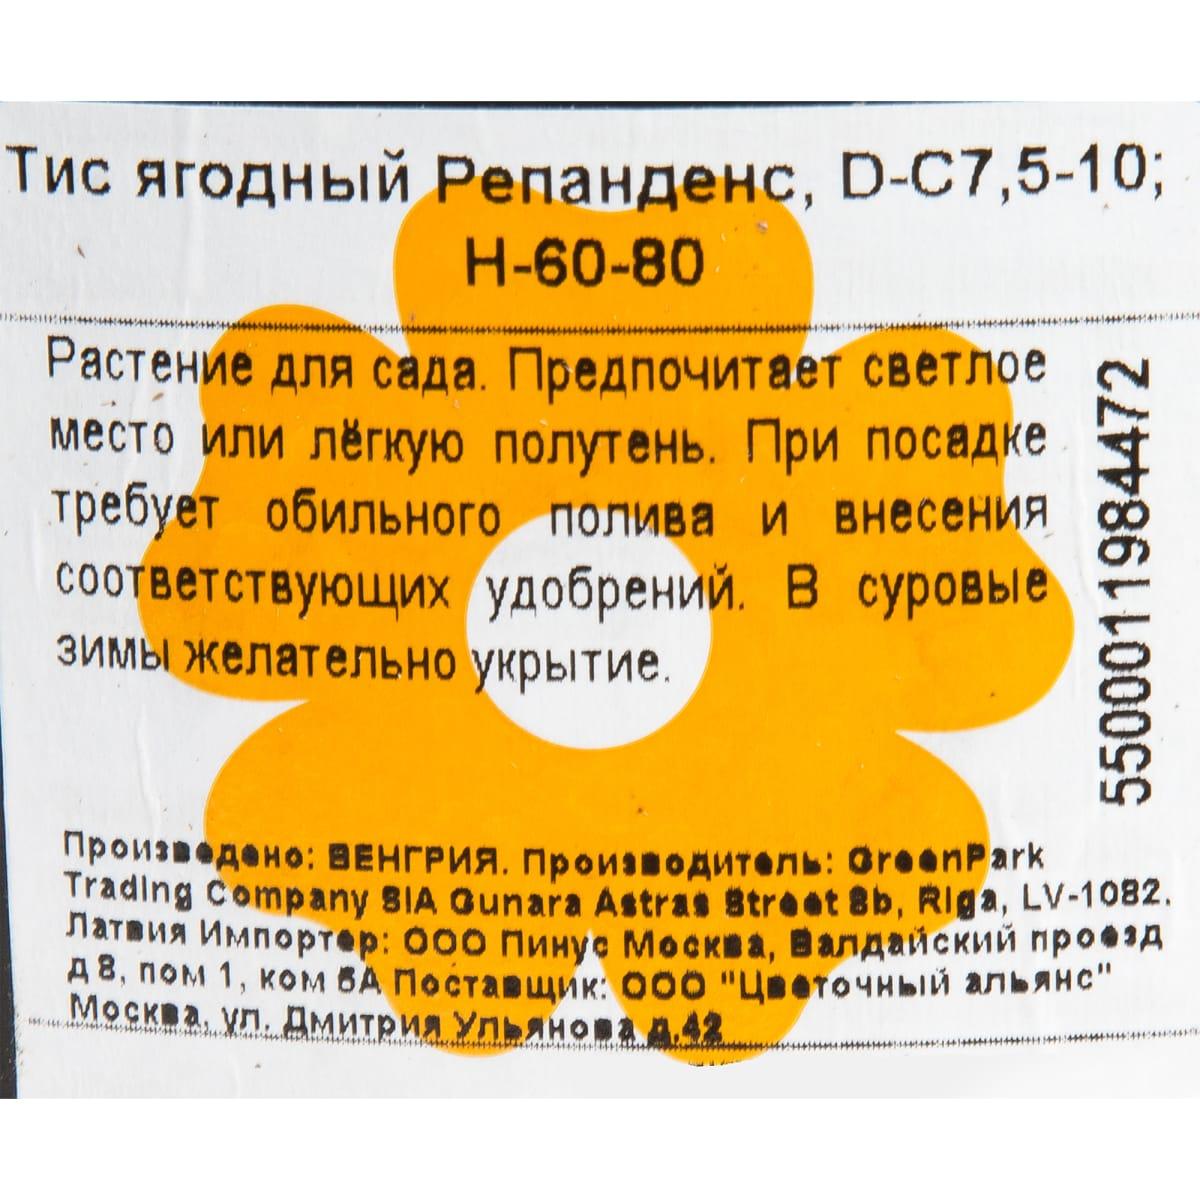 Тис ягодный Репанденс, D-C7,5-10;
H-60-80
Растение для сада. Предпочитает светлое
место или лёгкую полутень. При посадке
требует обильного полива и внесения
соответствующих удобрений. В суровые
зимы желательно укрытие.
5500011984472
Произведено: ВЕНГРИЯ. Производитель: GreenPark
Trading Company SIA Gunara Astras Street 8b, Riga, LV-1082.
Латвия Импортер: ООО Пинус Москва, Валдайский проезд
д 8, пом 1, ком 6А Поставщик: ООО "Цветочный альянс"
Москва, ул. Дмитрия Ульянова д.42